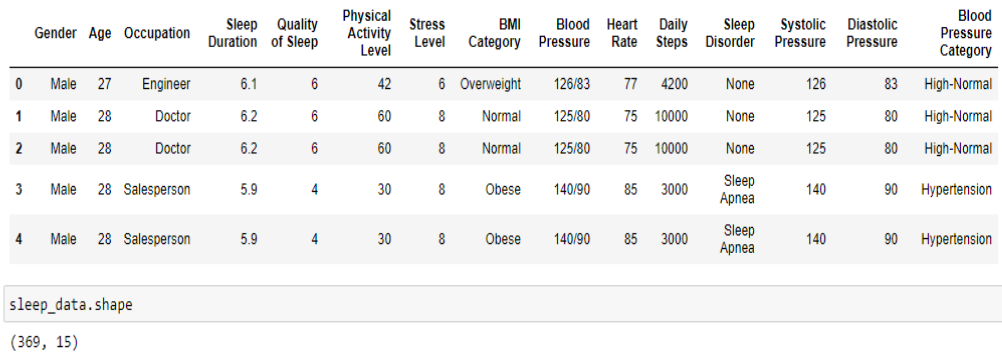 Gender Age Occupation Sleep Duration Quality of Sleep Physical Activity Level Stress Level BMI Category Blood Pressure Heart Rate Daily Steps Sleep Disorder Systolic Pressure Diastolic Pressure Blood Pressure Category
0 Male 27 Engineer 6.1 6 42 6 Overweight 126/83 77 4200 None 126 83 High-Normal
1 Male 28 Doctor 6.2 6 60 8 Normal 125/80 75 10000 None 125 80 High-Normal
2 Male 28 Doctor 6.2 6 60 8 Normal 125/80 75 10000 None 125 80 High-Normal
3 Male 28 Salesperson 5.9 4 30 8 Obese 140/90 85 3000 Sleep Apnea 140 90 Hypertension
4 Male 28 Salesperson 5.9 4 30 8 Obese 140/90 85 3000 Sleep Apnea 140 90 Hypertension
sleep_data.shape
(369, 15)